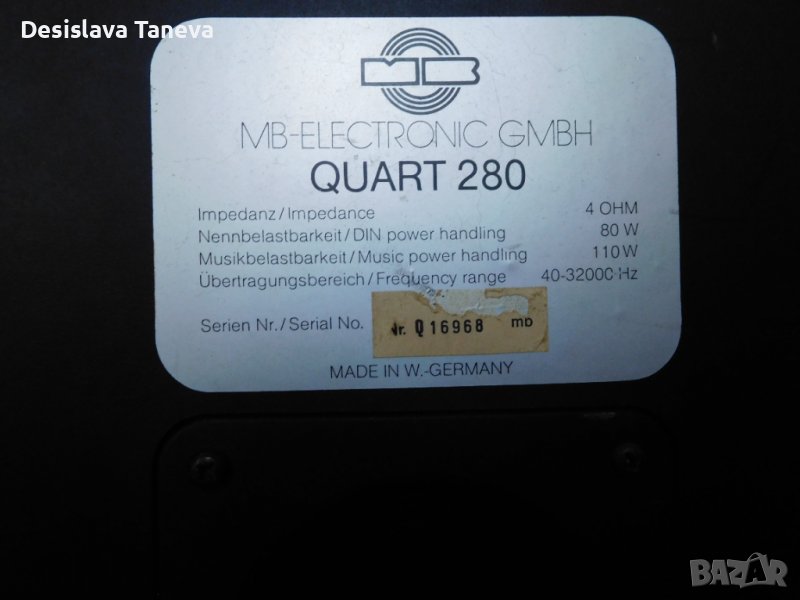 Desislava Taneva
MB
MB-ELECTRONIC GMBH
QUART 280
Impedanz/Impedance 4 OHM
Nennbelastbarkeit/DIN power handling 80 W
Musikbelastbarkeit/Music power handling 110 W
Übertragungsbereich/Frequency range 40-32000 Hz
Serien Nr./Serial No. Nr. Q 16968 mb
MADE IN W.-GERMANY
BAZAR